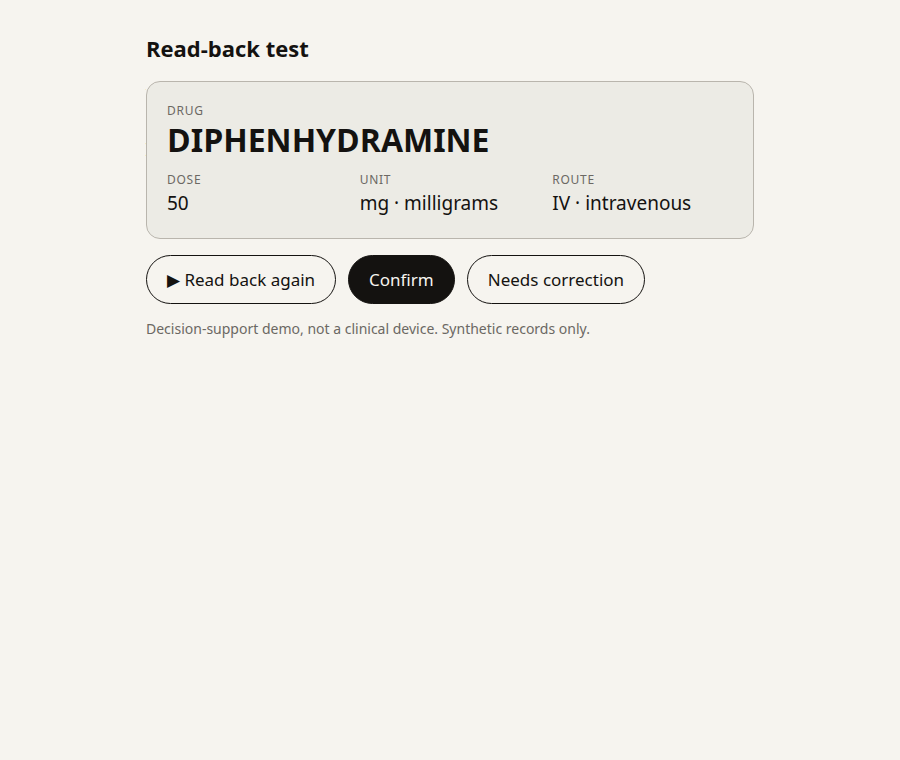 Read-back test
DRUG
DIPHENHYDRAMINE
DOSE UNIT ROUTE
50 mg · milligrams IV · intravenous
▶ Read back again Confirm Needs correction
Decision-support demo, not a clinical device. Synthetic records only.